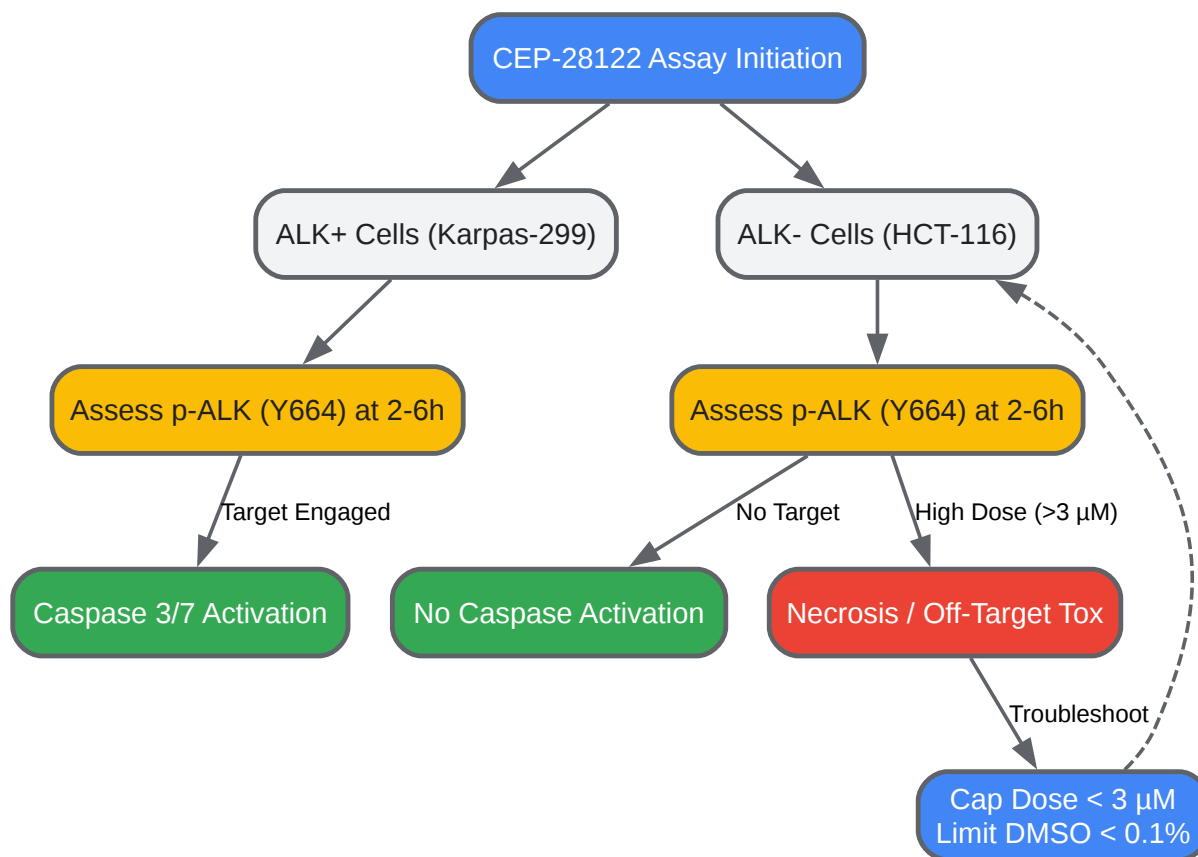 CEP-28122 Assay Initiation
ALK+ Cells (Karpas-299)
ALK- Cells (HCT-116)
Assess p-ALK (Y664) at 2-6h
Assess p-ALK (Y664) at 2-6h
Target Engaged
No Target
High Dose (>3 µM)
Caspase 3/7 Activation
No Caspase Activation
Necrosis / Off-Target Tox
Troubleshoot
Cap Dose < 3 µM
Limit DMSO < 0.1%